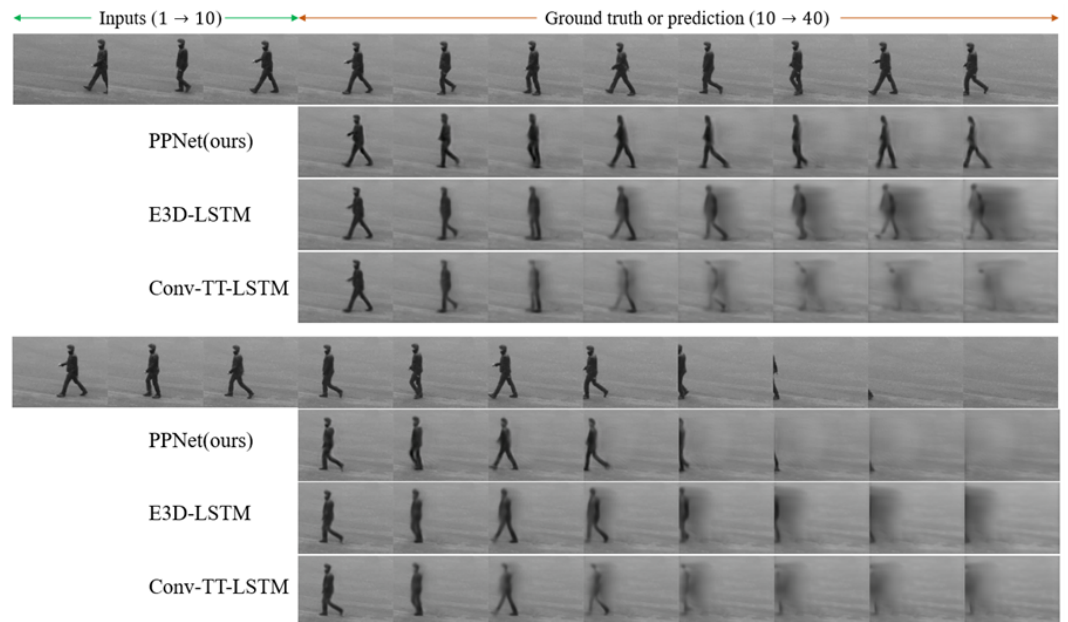 Inputs (1 → 10)
Ground truth or prediction (10 → 40)
PPNet(ours)
E3D-LSTM
Conv-TT-LSTM
PPNet(ours)
E3D-LSTM
Conv-TT-LSTM